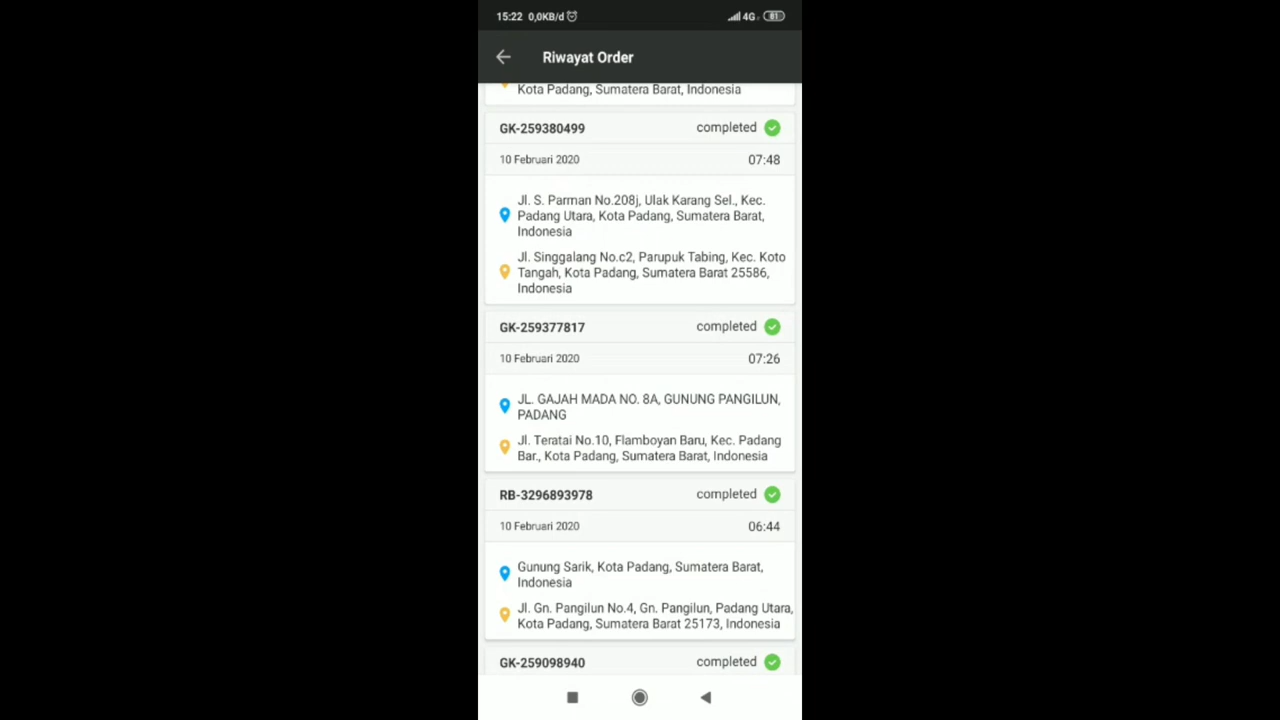 15:22 0,0KB/d 4G 81
Riwayat Order
Kota Padang, Sumatera Barat, Indonesia
GK-259380499 completed
10 Februari 2020 07:48
Jl. S. Parman No.208j, Ulak Karang Sel., Kec.
Padang Utara, Kota Padang, Sumatera Barat,
Indonesia
Jl. Singgalang No.c2, Parupuk Tabing, Kec. Koto
Tangah, Kota Padang, Sumatera Barat 25586,
Indonesia
GK-259377817 completed
10 Februari 2020 07:26
JL. GAJAH MADA NO. 8A, GUNUNG PANGILUN,
PADANG
Jl. Teratai No.10, Flamboyan Baru, Kec. Padang
Bar., Kota Padang, Sumatera Barat, Indonesia
RB-3296893978 completed
10 Februari 2020 06:44
Gunung Sarik, Kota Padang, Sumatera Barat,
Indonesia
Jl. Gn. Pangilun No.4, Gn. Pangilun, Padang Utara,
Kota Padang, Sumatera Barat 25173, Indonesia
GK-259098940 completed